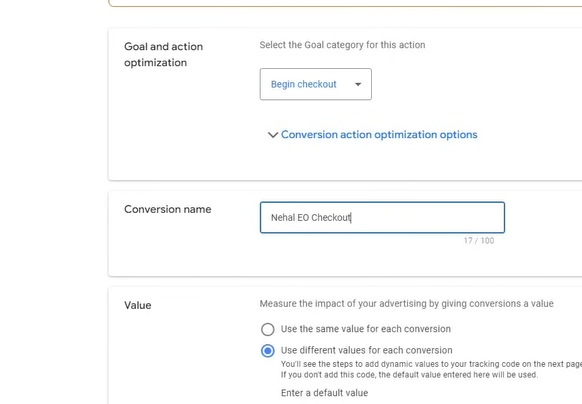 Goal and action
optimization
Select the Goal category for this action
Begin checkout
Conversion action optimization options
Conversion name
Nehal EO Checkout
17 / 100
Value
Measure the impact of your advertising by giving conversions a value
Use the same value for each conversion
Use different values for each conversion
You'll see the steps to add dynamic values to your tracking code on the next page
If you don't add this code, the default value entered here will be used.
Enter a default value